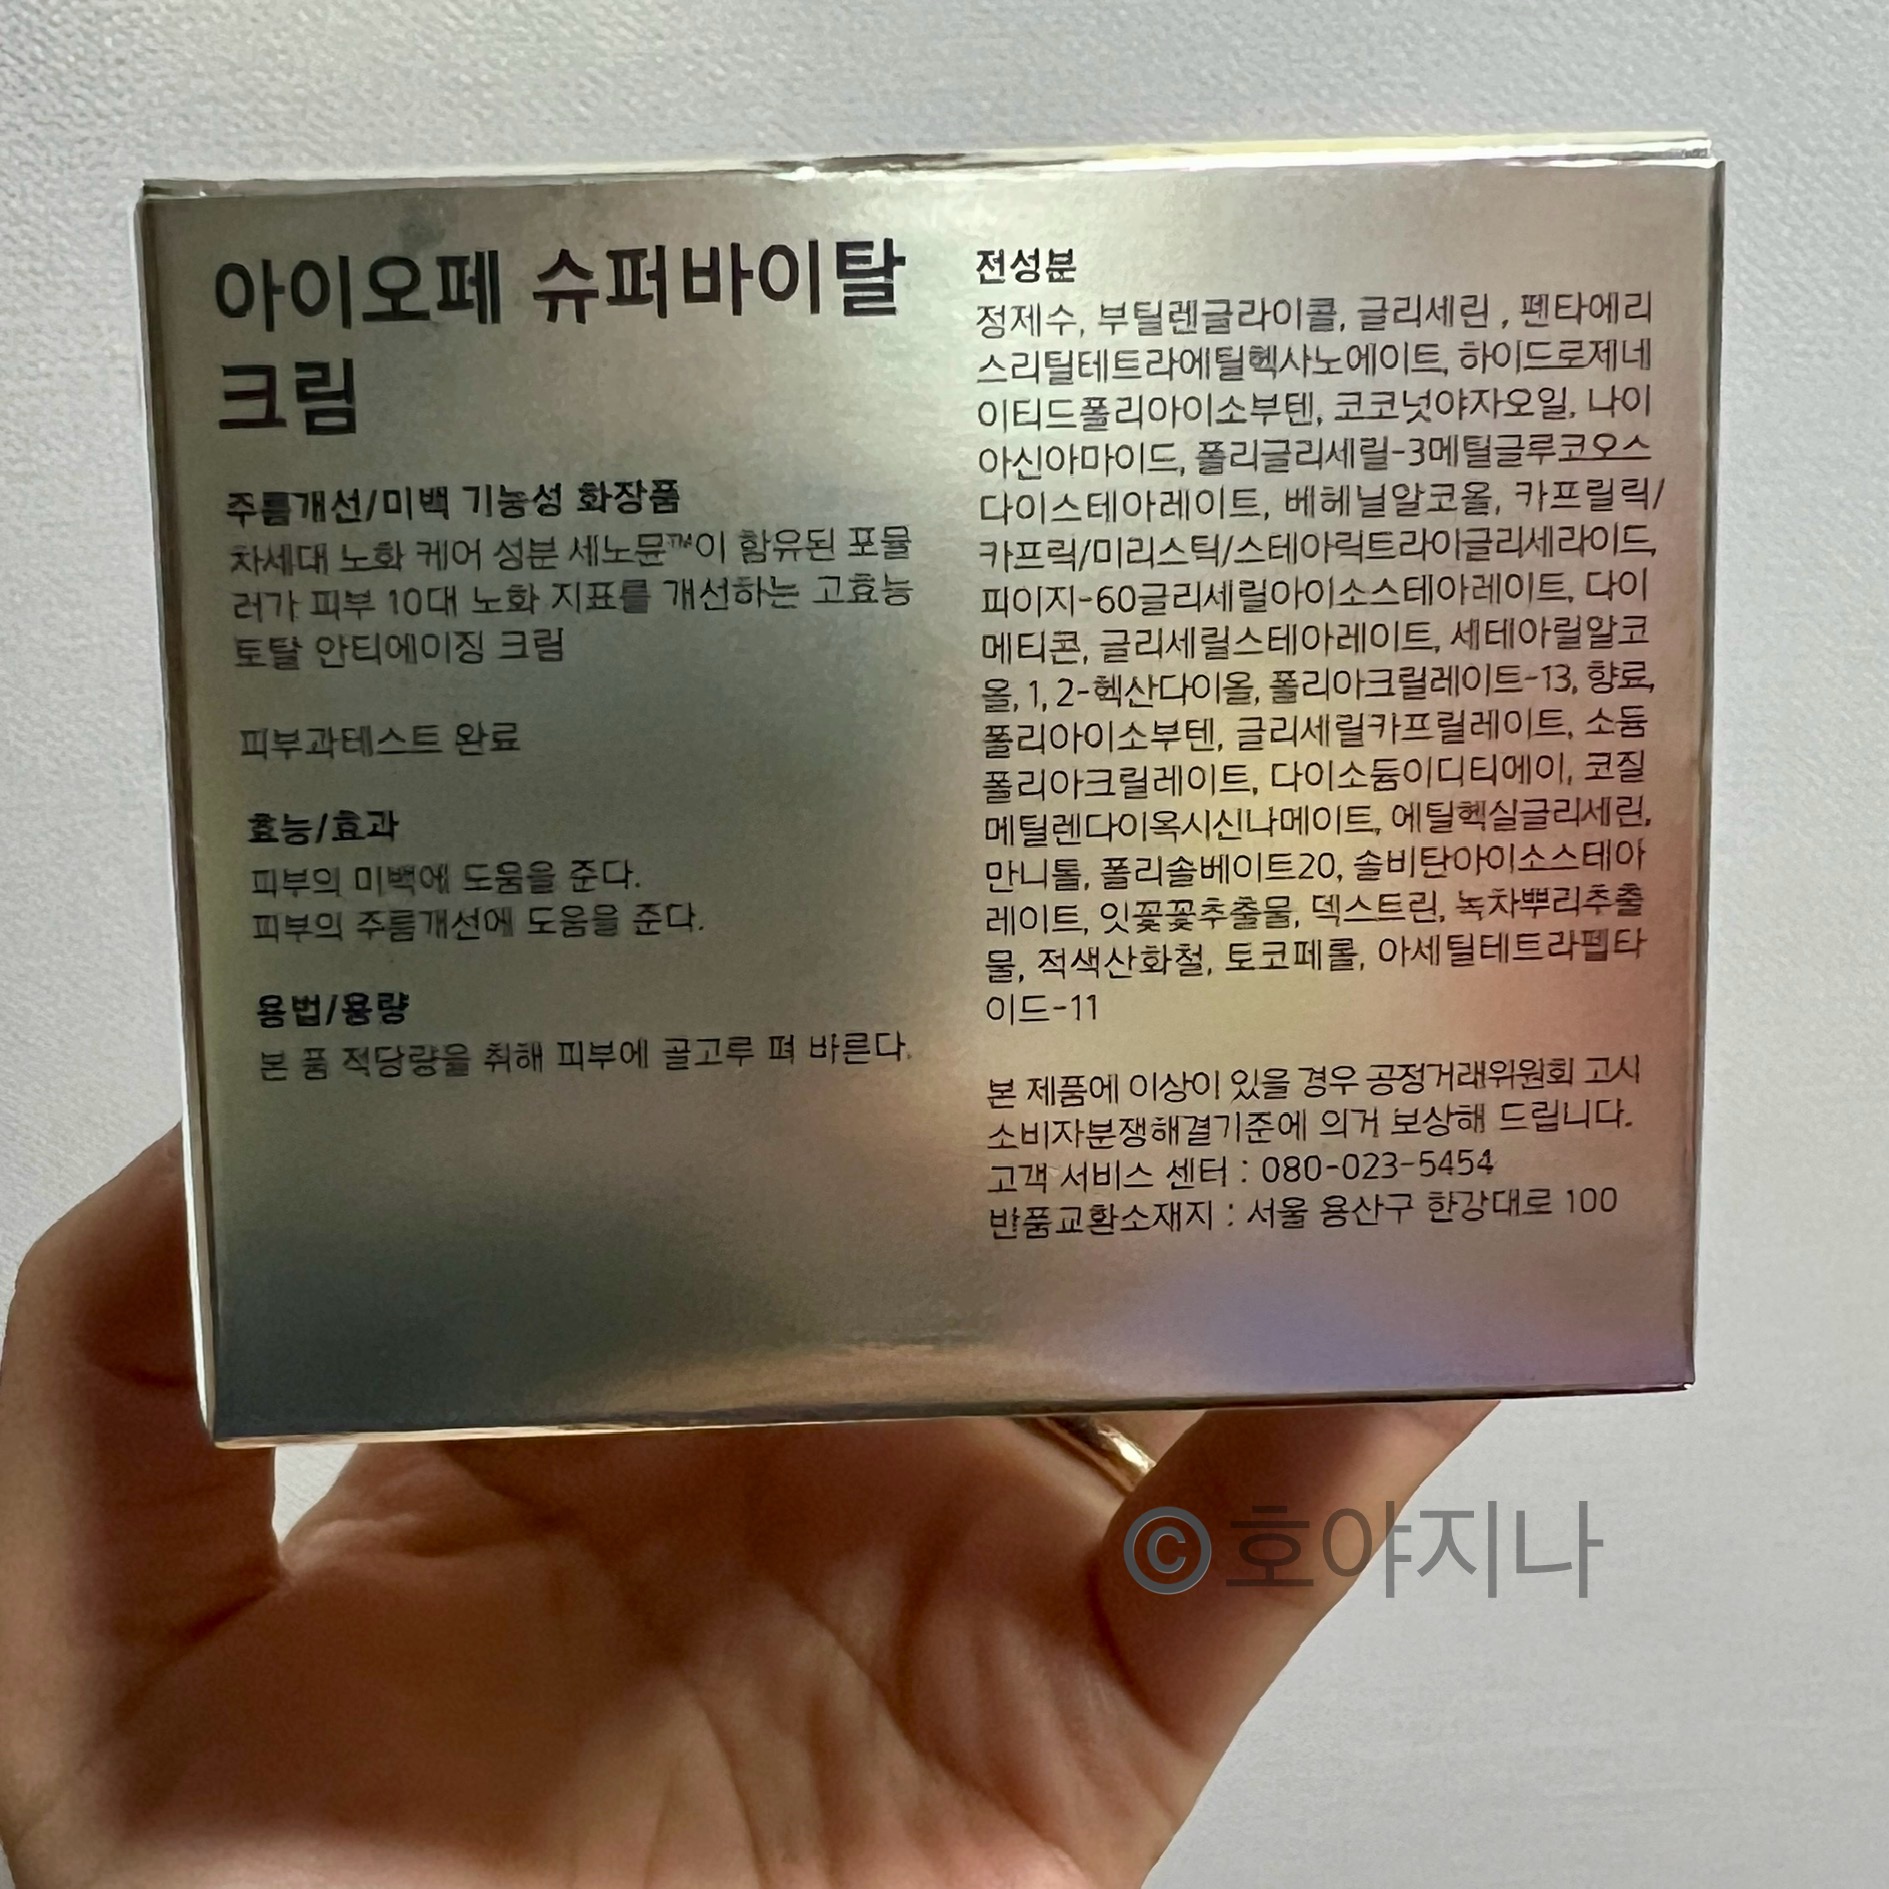 아이오페 슈퍼바이탈
크림
주름개선/미백 기능성 화장품
차세대 노화 케어 성분 세노뮨™이 함유된 포뮬
러가 피부 10대 노화 지표를 개선하는 고효능
토탈 안티에이징 크림
피부과테스트 완료
효능/효과
피부의 미백에 도움을 준다.
피부의 주름개선에 도움을 준다.
용법/용량
본 품 적당량을 취해 피부에 골고루 펴 바른다.
전성분
정제수, 부틸렌글라이콜, 글리세린 , 펜타에리
스리틸테트라에틸헥사노에이트, 하이드로제네
이티드폴리아이소부텐, 코코넛야자오일, 나이
아신아마이드, 폴리글리세릴-3메틸글루코오스
다이스테아레이트, 베헤닐알코올, 카프릴릭/
카프릭/미리스틱/스테아릭트라이글리세라이드,
피이지-60글리세릴아이소스테아레이트, 다이
메티콘, 글리세릴스테아레이트, 세테아릴알코
올, 1, 2-헥산다이올, 폴리아크릴레이트-13, 향료,
폴리아이소부텐, 글리세릴카프릴레이트, 소듐
폴리아크릴레이트, 다이소듐이디티에이, 코질
메틸렌다이옥시신나메이트, 에틸헥실글리세린,
만니톨, 폴리솔베이트20, 솔비탄아이소스테아
레이트, 잇꽃꽃추출물, 덱스트린, 녹차뿌리추출
물, 적색산화철, 토코페롤, 아세틸테트라펩타
이드-11
본 제품에 이상이 있을 경우 공정거래위원회 고시
소비자분쟁해결기준에 의거 보상해 드립니다.
고객 서비스 센터 : 080-023-5454
반품교환소재지 : 서울 용산구 한강대로 100
©호야지나